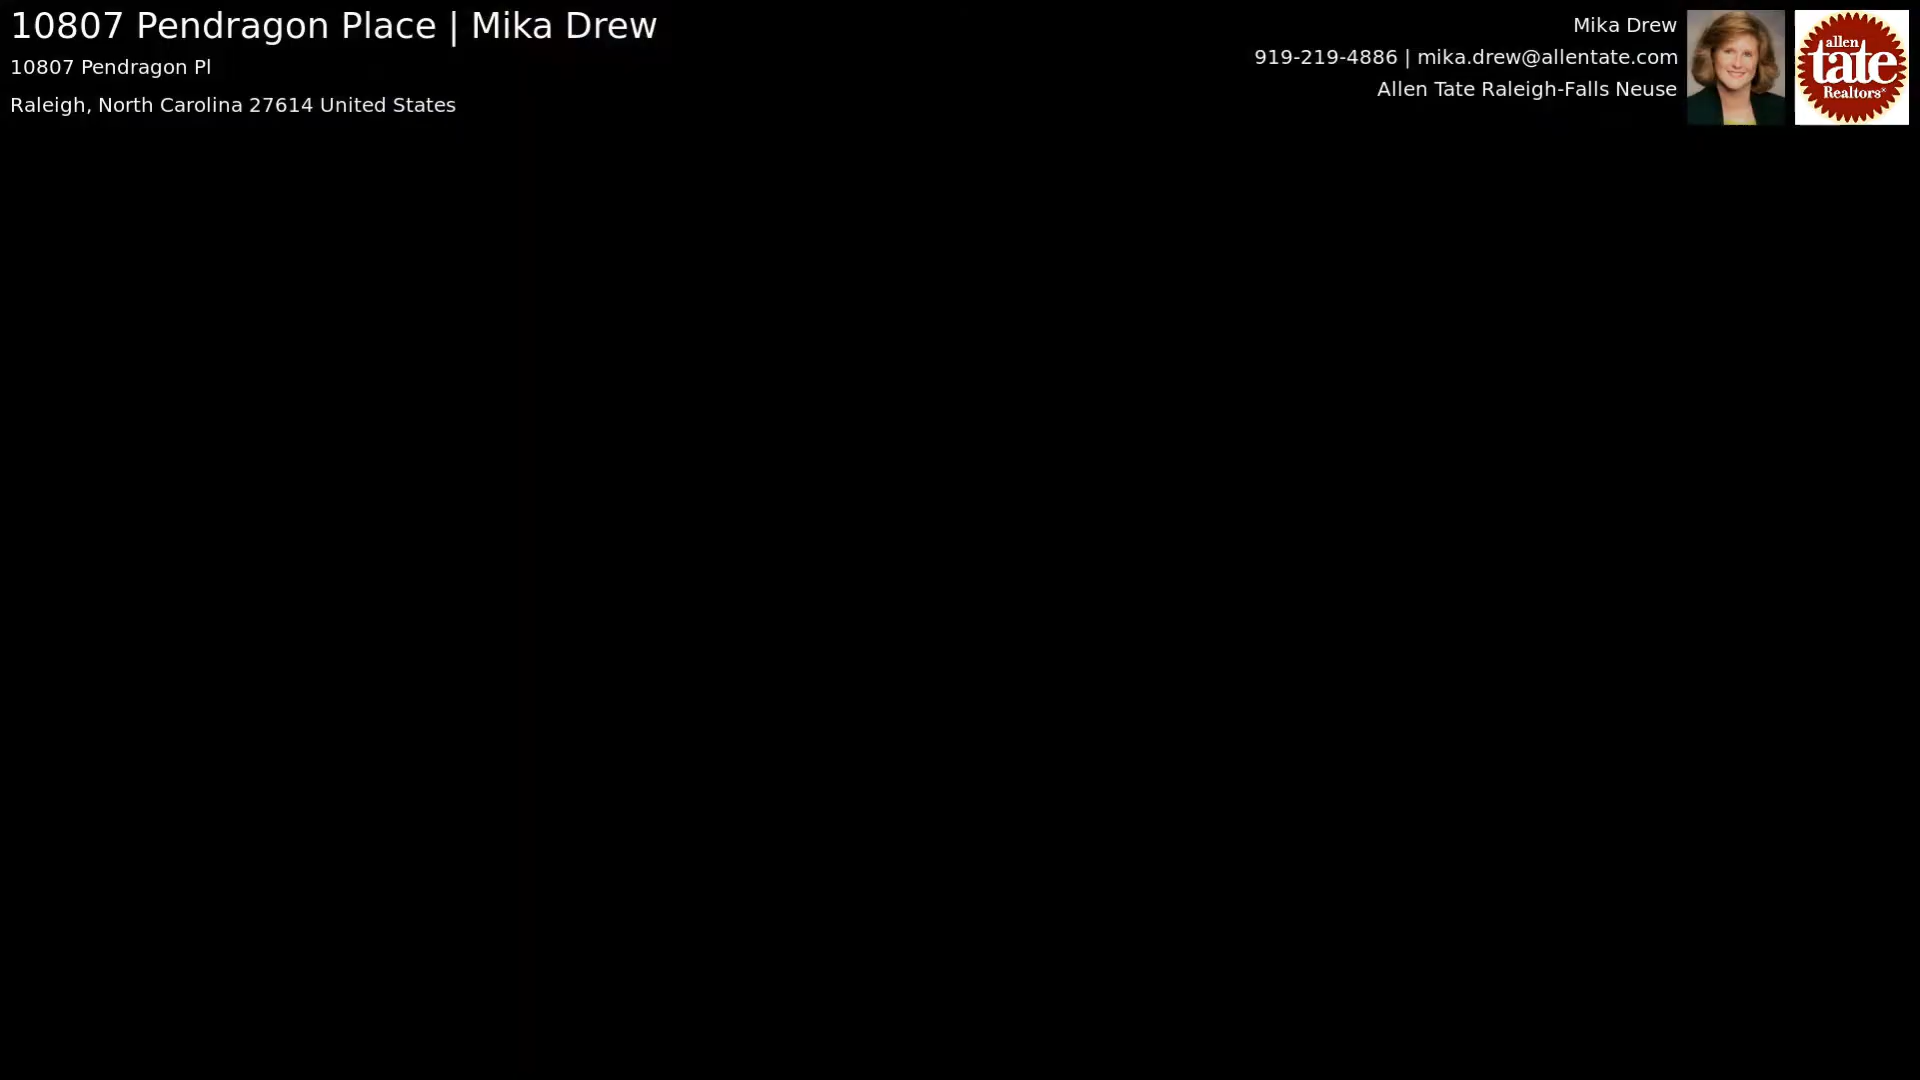 10807 Pendragon Place | Mika Drew
10807 Pendragon Pl
Raleigh, North Carolina 27614 United States
Mika Drew
919-219-4886 | mika.drew@allentate.com
Allen Tate Raleigh-Falls Neuse
allen
tate
Realtors®